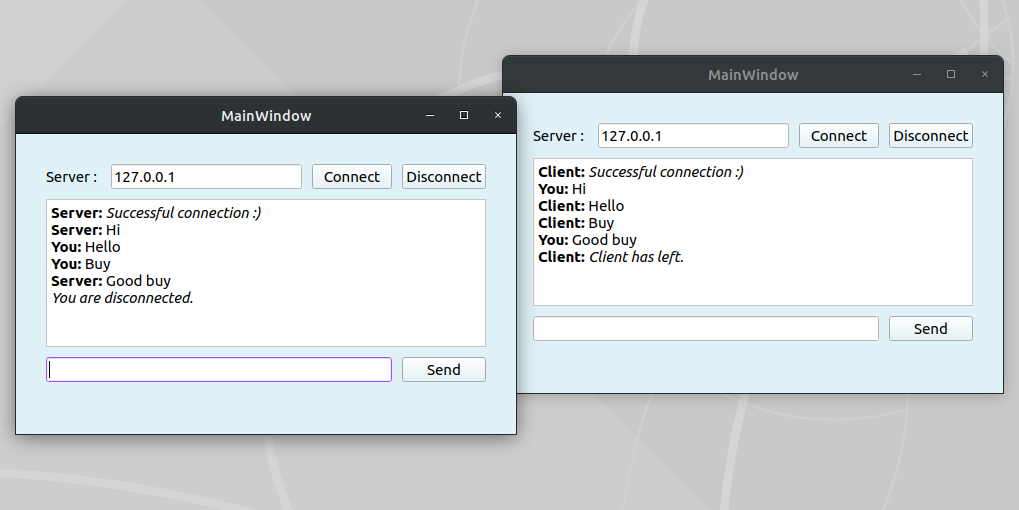 MainWindow
Server : 127.0.0.1 Connect Disconnect
Server: Successful connection :)
Server: Hi
You: Hello
You: Buy
Server: Good buy
You are disconnected.
Send
MainWindow
Server : 127.0.0.1 Connect Disconnect
Client: Successful connection :)
You: Hi
Client: Hello
Client: Buy
You: Good buy
Client: Client has left.
Send